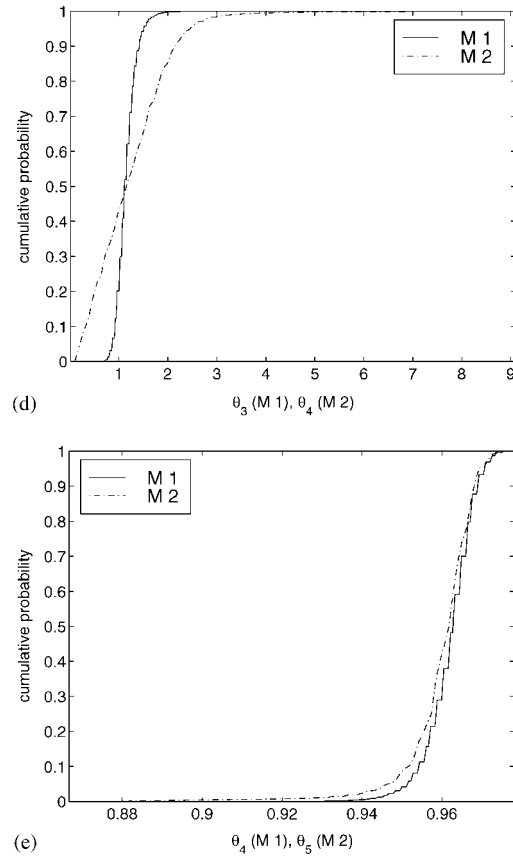 1
0.9
0.8
0.7
0.6
0.5
0.4
0.3
0.2
0.1
0
cumulative probability
M 1
M 2
1 2 3 4 5 6 7 8 9
(d)
θ₃ (M 1), θ₄ (M 2)
1
0.9
0.8
0.7
0.6
0.5
0.4
0.3
0.2
0.1
0
cumulative probability
M 1
M 2
0.88 0.9 0.92 0.94 0.96
(e)
θ₄ (M 1), θ₅ (M 2)